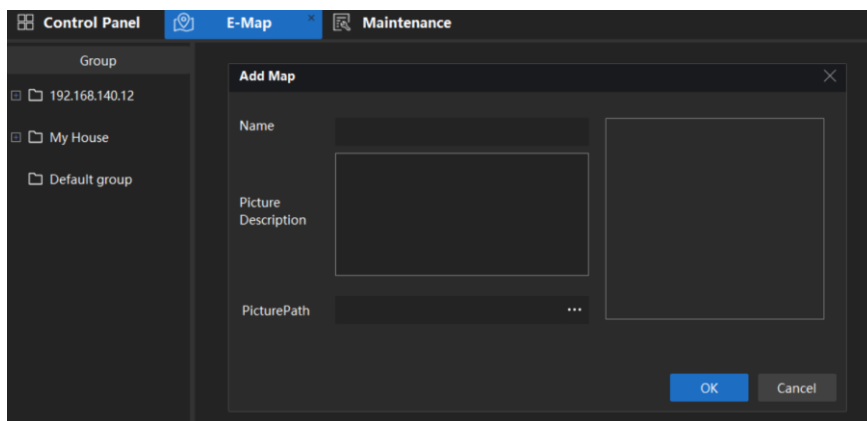 Control Panel
E-Map
Maintenance
Group
192.168.140.12
My House
Default group
Add Map
Name
Picture
Description
PicturePath
...
OK
Cancel